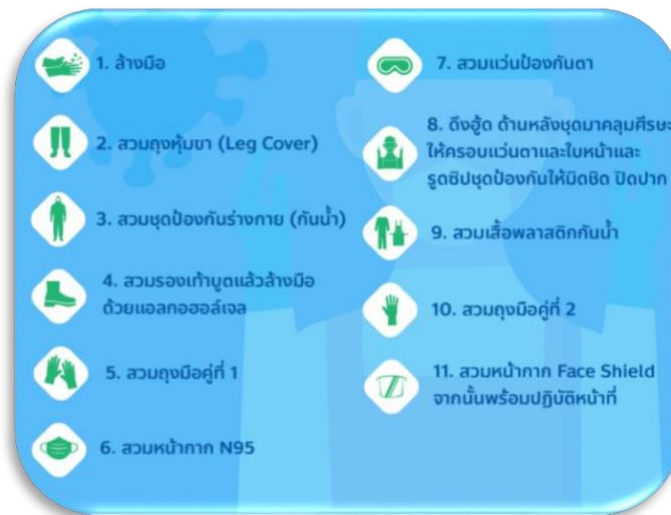 1. ล้างมือ
2. สวมถุงหุ้มขา (Leg Cover)
3. สวมชุดป้องกันร่างกาย (กันน้ำ)
4. สวมรองเท้าบูตแล้วล้างมือ
ด้วยแอลกอฮอล์เจล
5. สวมถุงมือคู่ที่ 1
6. สวมหน้ากาก N95
7. สวมแว่นป้องกันตา
8. ดึงฮู้ด ด้านหลังชุดมาคลุมศีรษะ
ให้ครอบแว่นตาและใบหน้าและ
รูดซิปชุดป้องกันให้มิดชิด ปิดปาก
9. สวมเสื้อพลาสติกกันน้ำ
10. สวมถุงมือคู่ที่ 2
11. สวมหน้ากาก Face Shield
จากนั้นพร้อมปฏิบัติหน้าที่